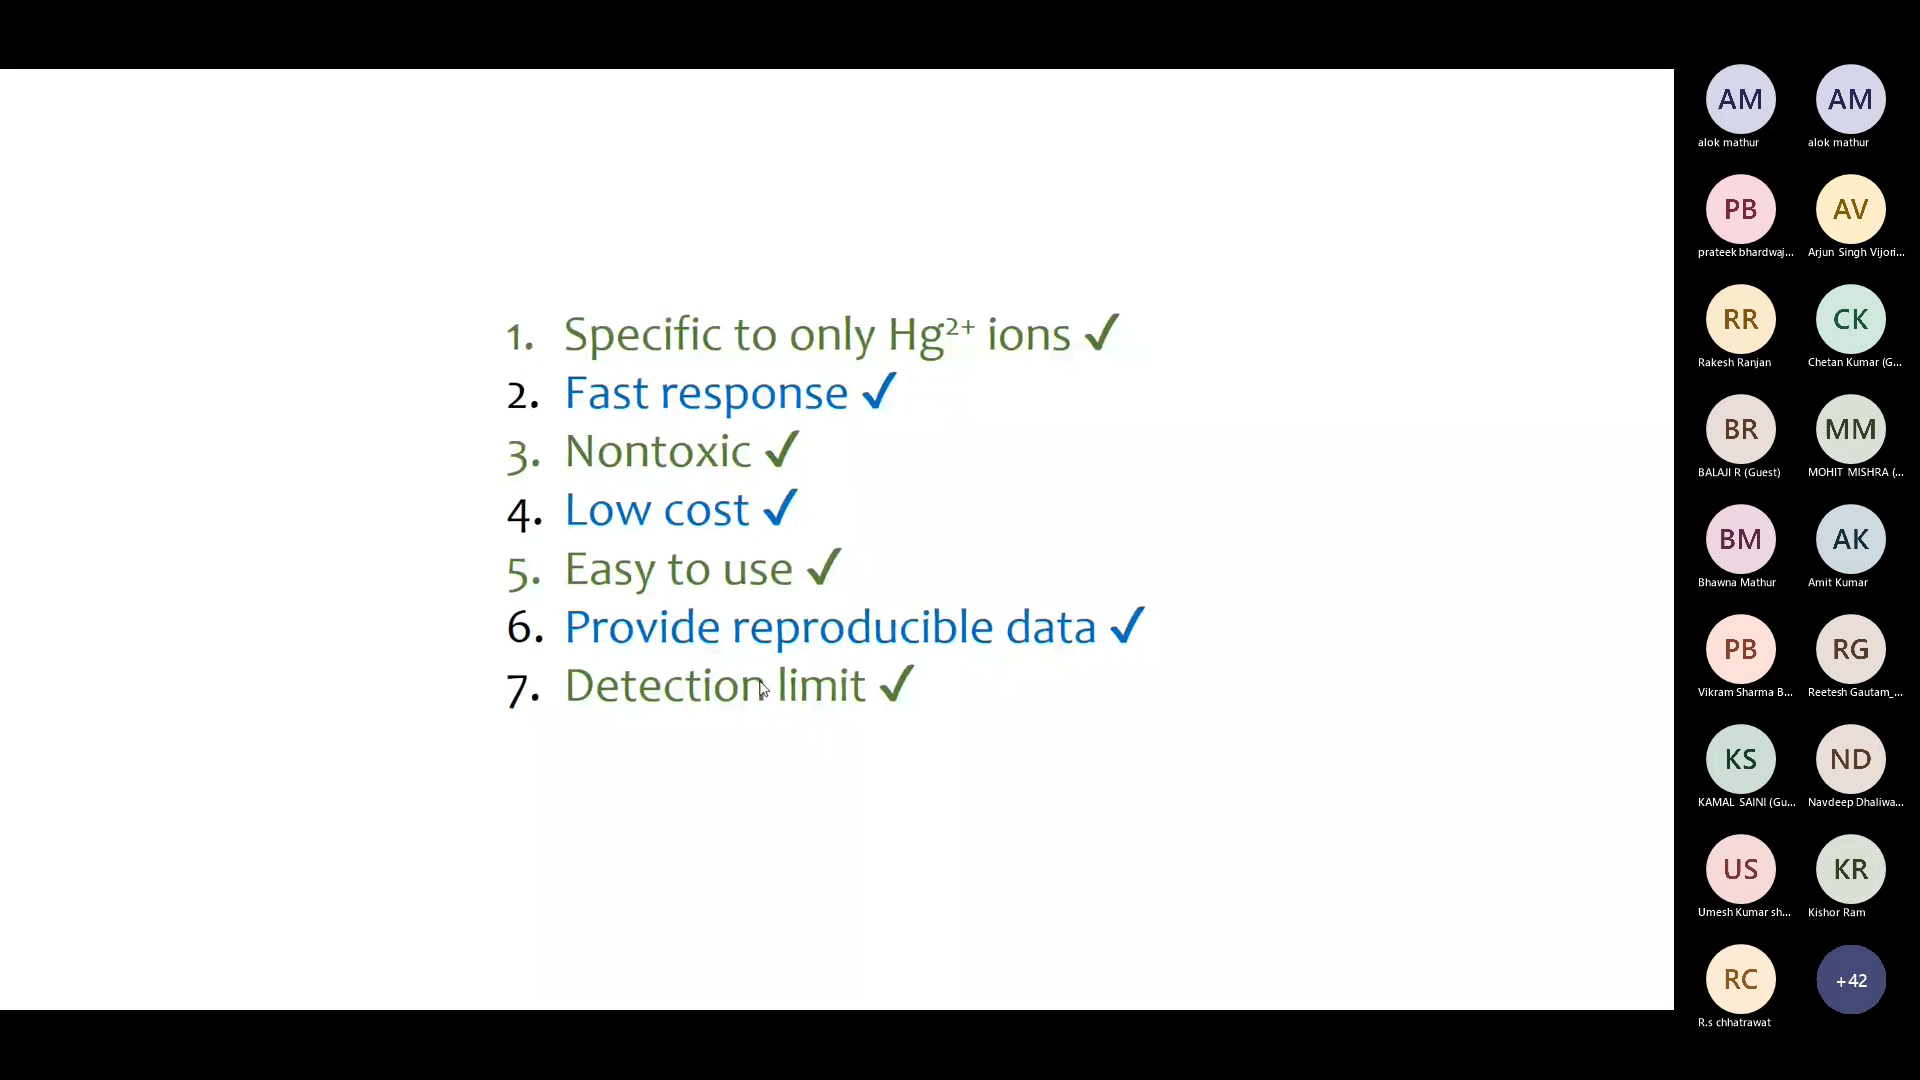 1. Specific to only Hg²⁺ ions ✓
2. Fast response ✓
3. Nontoxic ✓
4. Low cost ✓
5. Easy to use ✓
6. Provide reproducible data ✓
7. Detection limit ✓
AM AM
alok mathur alok mathur
PB AV
prateek bhardwaj... Arjun Singh Vijori...
RR CK
Rakesh Ranjan Chetan Kumar (G...
BR MM
BALAJI R (Guest) MOHIT MISHRA (...
BM AK
Bhawna Mathur Amit Kumar
PB RG
Vikram Sharma B... Reetesh Gautam_...
KS ND
KAMAL SAINI (Gu... Navdeep Dhaliwa...
US KR
Umesh Kumar sh... Kishor Ram
RC +42
R.s chhatrawat